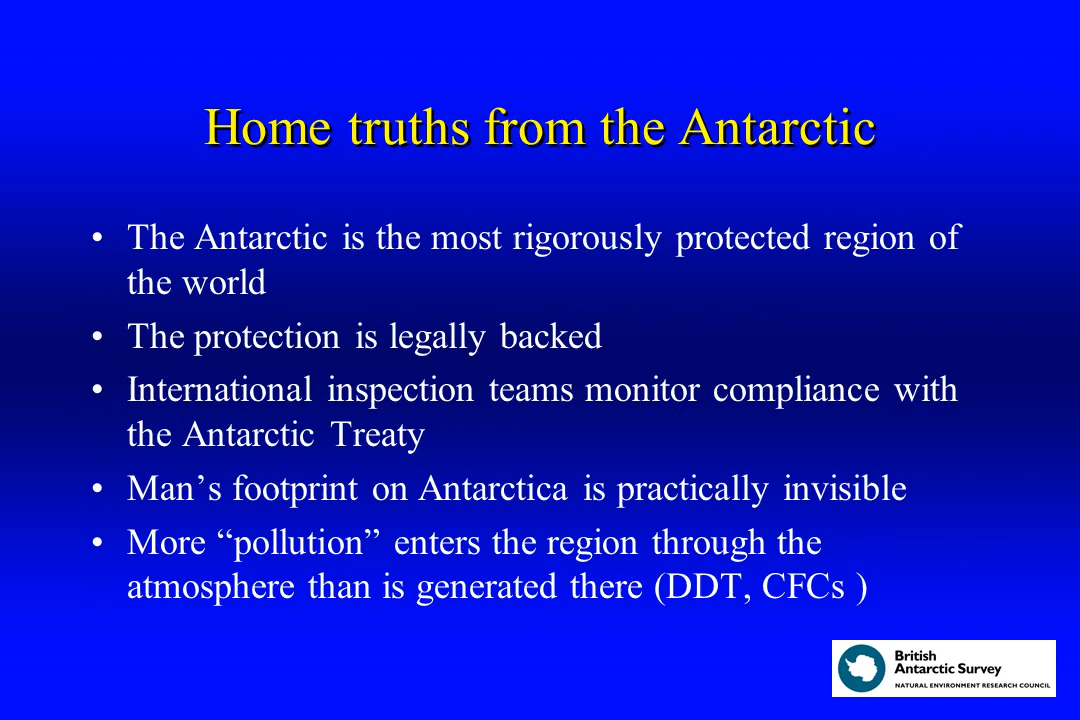 Home truths from the Antarctic
• The Antarctic is the most rigorously protected region of
the world
• The protection is legally backed
• International inspection teams monitor compliance with
the Antarctic Treaty
• Man’s footprint on Antarctica is practically invisible
• More “pollution” enters the region through the
atmosphere than is generated there (DDT, CFCs )
British
Antarctic Survey
NATURAL ENVIRONMENT RESEARCH COUNCIL